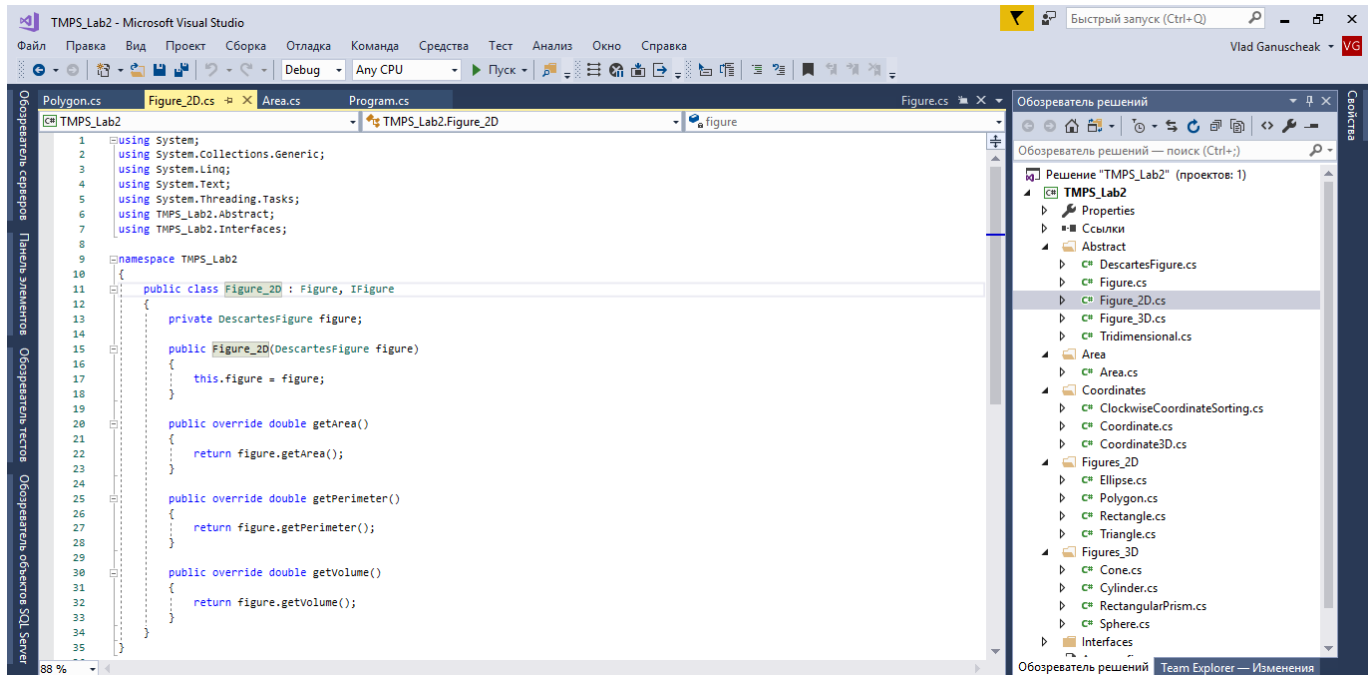 TMPS_Lab2 - Microsoft Visual Studio
Быстрый запуск (Ctrl+Q)
Файл Правка Вид Проект Сборка Отладка Команда Средства Тест Анализ Окно Справка
Vlad Ganuscheak
VG
Debug Any CPU Пуск
Обозреватель серверов
Панель элементов
Обозреватель тестов
Обозреватель объектов SQL Server
Polygon.cs Figure_2D.cs Area.cs Program.cs Figure.cs
TMPS_Lab2 TMPS_Lab2.Figure_2D figure
1 using System;
2 using System.Collections.Generic;
3 using System.Linq;
4 using System.Text;
5 using System.Threading.Tasks;
6 using TMPS_Lab2.Abstract;
7 using TMPS_Lab2.Interfaces;
8
9 namespace TMPS_Lab2
10 {
11 public class Figure_2D : Figure, IFigure
12 {
13 private DescartesFigure figure;
14
15 public Figure_2D(DescartesFigure figure)
16 {
17 this.figure = figure;
18 }
19
20 public override double getArea()
21 {
22 return figure.getArea();
23 }
24
25 public override double getPerimeter()
26 {
27 return figure.getPerimeter();
28 }
29
30 public override double getVolume()
31 {
32 return figure.getVolume();
33 }
34 }
35 }
88 %
Обозреватель решений
Обозреватель решений — поиск (Ctrl+;)
Решение "TMPS_Lab2" (проектов: 1)
C# TMPS_Lab2
Properties
Ссылки
Abstract
C# DescartesFigure.cs
C# Figure.cs
C# Figure_2D.cs
C# Figure_3D.cs
C# Tridimensional.cs
Area
C# Area.cs
Coordinates
C# ClockwiseCoordinateSorting.cs
C# Coordinate.cs
C# Coordinate3D.cs
Figures_2D
C# Ellipse.cs
C# Polygon.cs
C# Rectangle.cs
C# Triangle.cs
Figures_3D
C# Cone.cs
C# Cylinder.cs
C# RectangularPrism.cs
C# Sphere.cs
Interfaces
Обозреватель решений Team Explorer — Изменения
Свойства